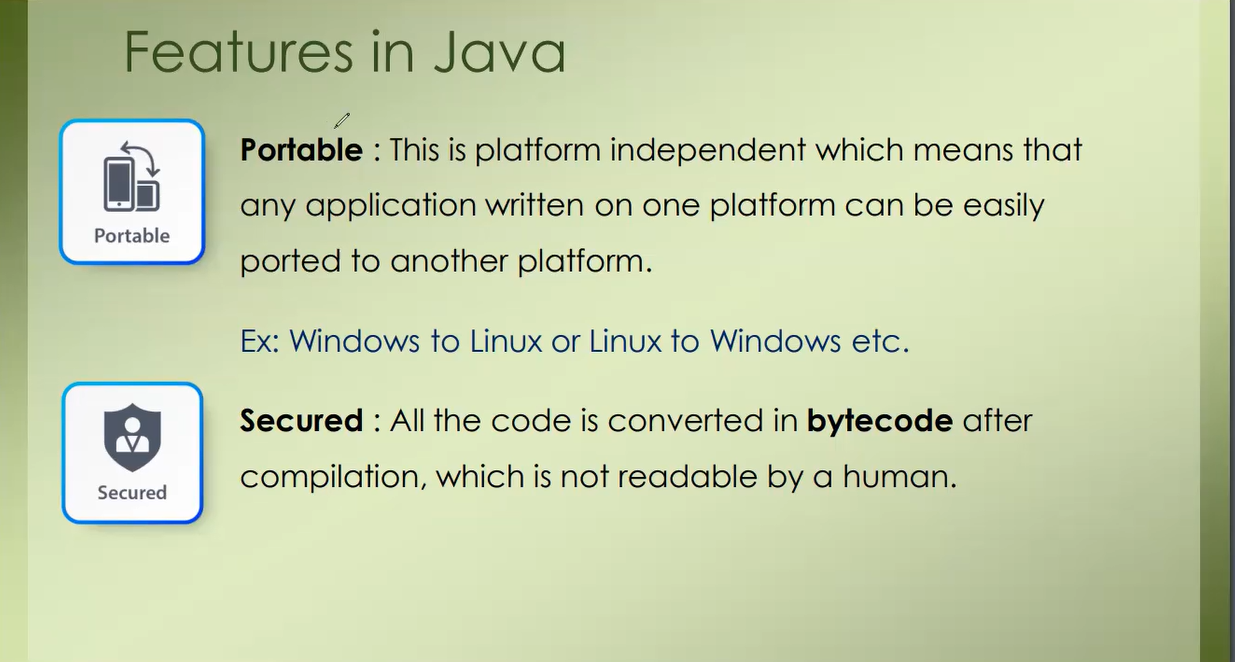 Features in Java
Portable
Portable : This is platform independent which means that
any application written on one platform can be easily
ported to another platform.
Ex: Windows to Linux or Linux to Windows etc.
Secured
Secured : All the code is converted in bytecode after
compilation, which is not readable by a human.